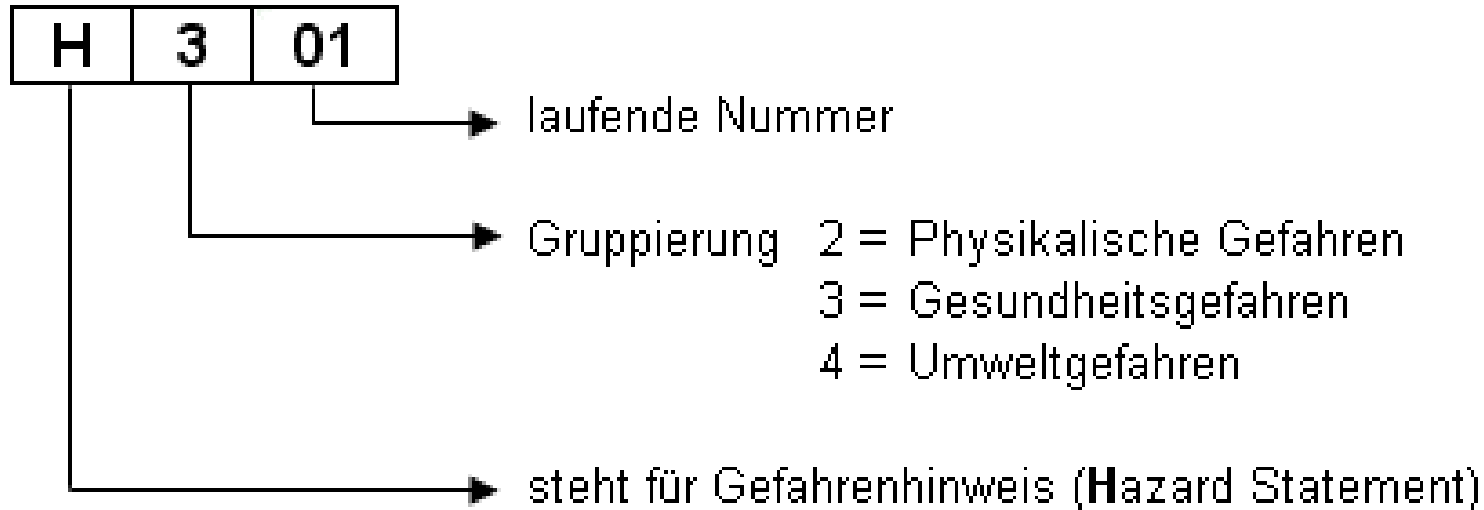 H 3 01
laufende Nummer
Gruppierung 2 = Physikalische Gefahren
3 = Gesundheitsgefahren
4 = Umweltgefahren
steht für Gefahrenhinweis (Hazard Statement)